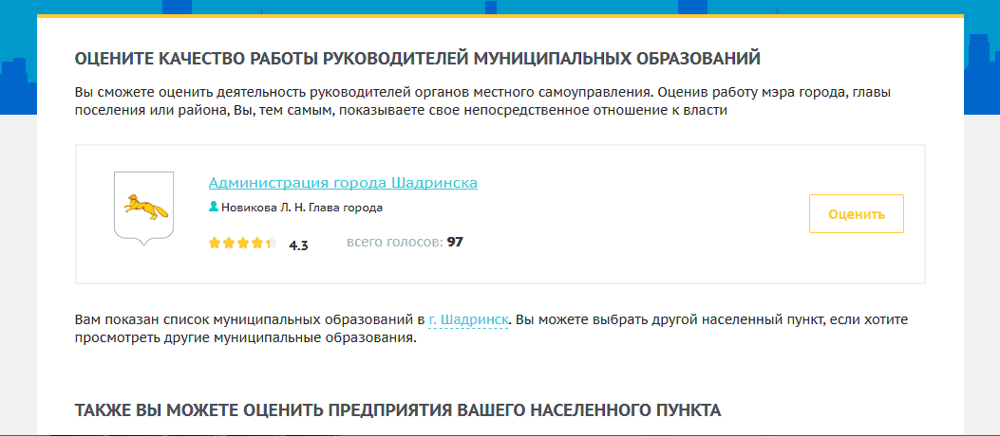 ОЦЕНИТЕ КАЧЕСТВО РАБОТЫ РУКОВОДИТЕЛЕЙ МУНИЦИПАЛЬНЫХ ОБРАЗОВАНИЙ
Вы сможете оценить деятельность руководителей органов местного самоуправления. Оценив работу мэра города, главы
поселения или района, Вы, тем самым, показываете свое непосредственное отношение к власти
Администрация города Шадринска
Новикова Л. Н. Глава города
Оценить
4.3 всего голосов: 97
Вам показан список муниципальных образований в г. Шадринск. Вы можете выбрать другой населенный пункт, если хотите
просмотреть другие муниципальные образования.
ТАКЖЕ ВЫ МОЖЕТЕ ОЦЕНИТЬ ПРЕДПРИЯТИЯ ВАШЕГО НАСЕЛЕННОГО ПУНКТА